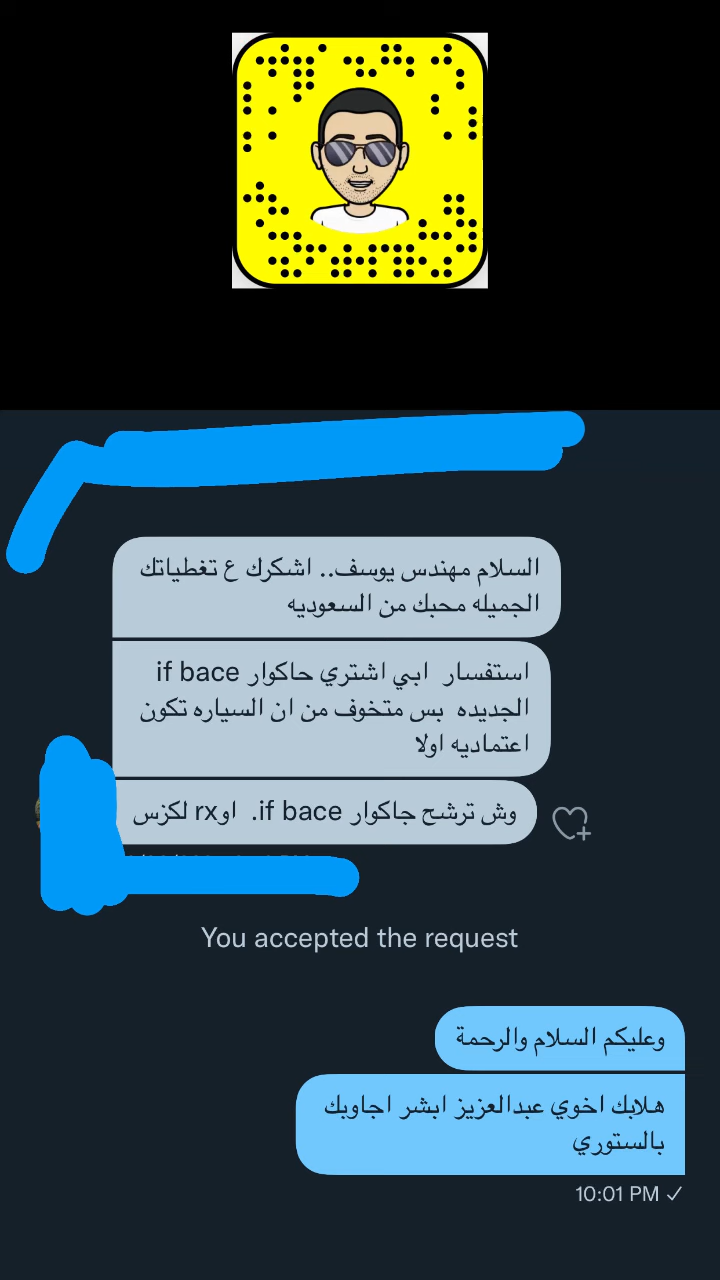 السلام مهندس يوسف.. اشكرك ع تغطياتك
الجميله محبك من السعوديه
استفسار ابي اشتري حاكوار if bace
الجديده بس متخوف من ان السياره تكون
اعتماديه اولا
وش ترشح جاكوار if bace. اوrx لكزس
You accepted the request
وعليكم السلام والرحمة
هلابك اخوي عبدالعزيز ابشر اجاوبك
بالستوري
10:01 PM ✓